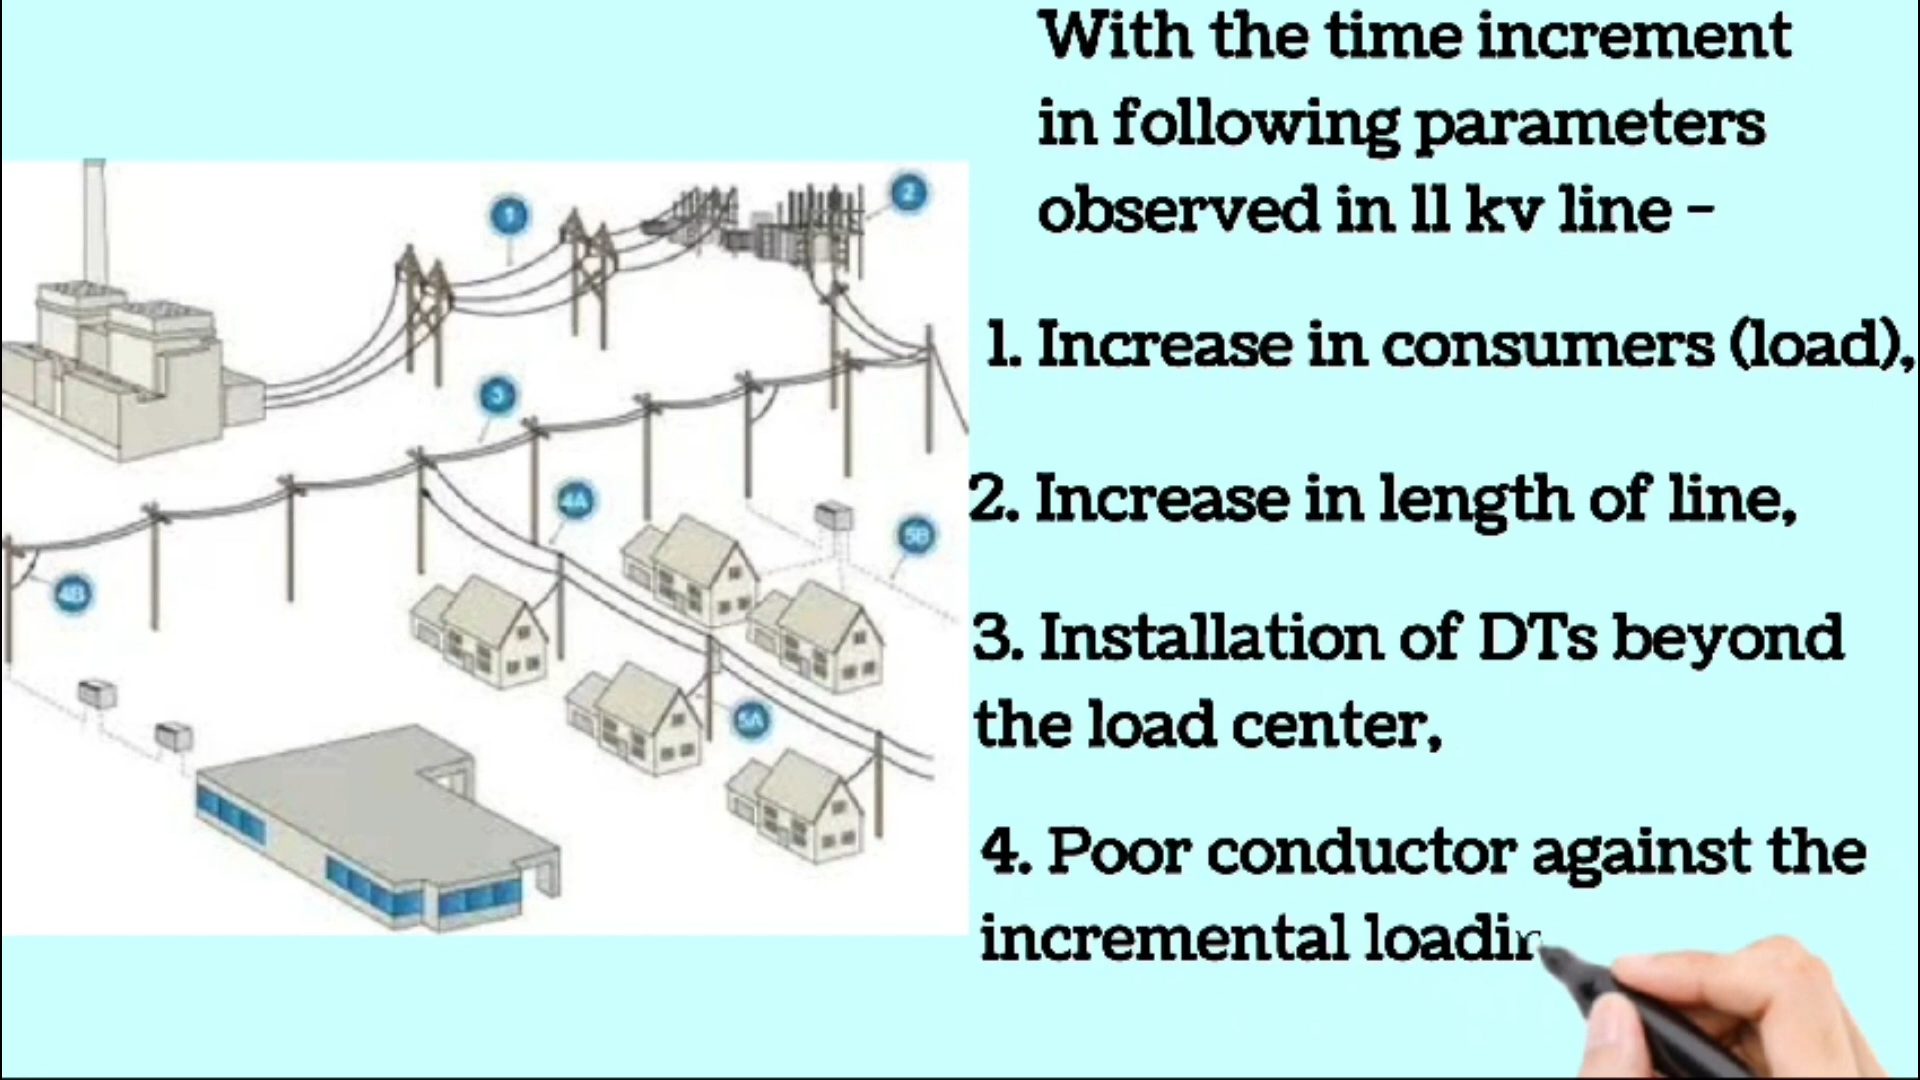 With the time increment
in following parameters
observed in 11 kv line -
1. Increase in consumers (load),
2. Increase in length of line,
3. Installation of DTs beyond
the load center,
4. Poor conductor against the
incremental loadin
1
2
3
4A
5B
4B
5A